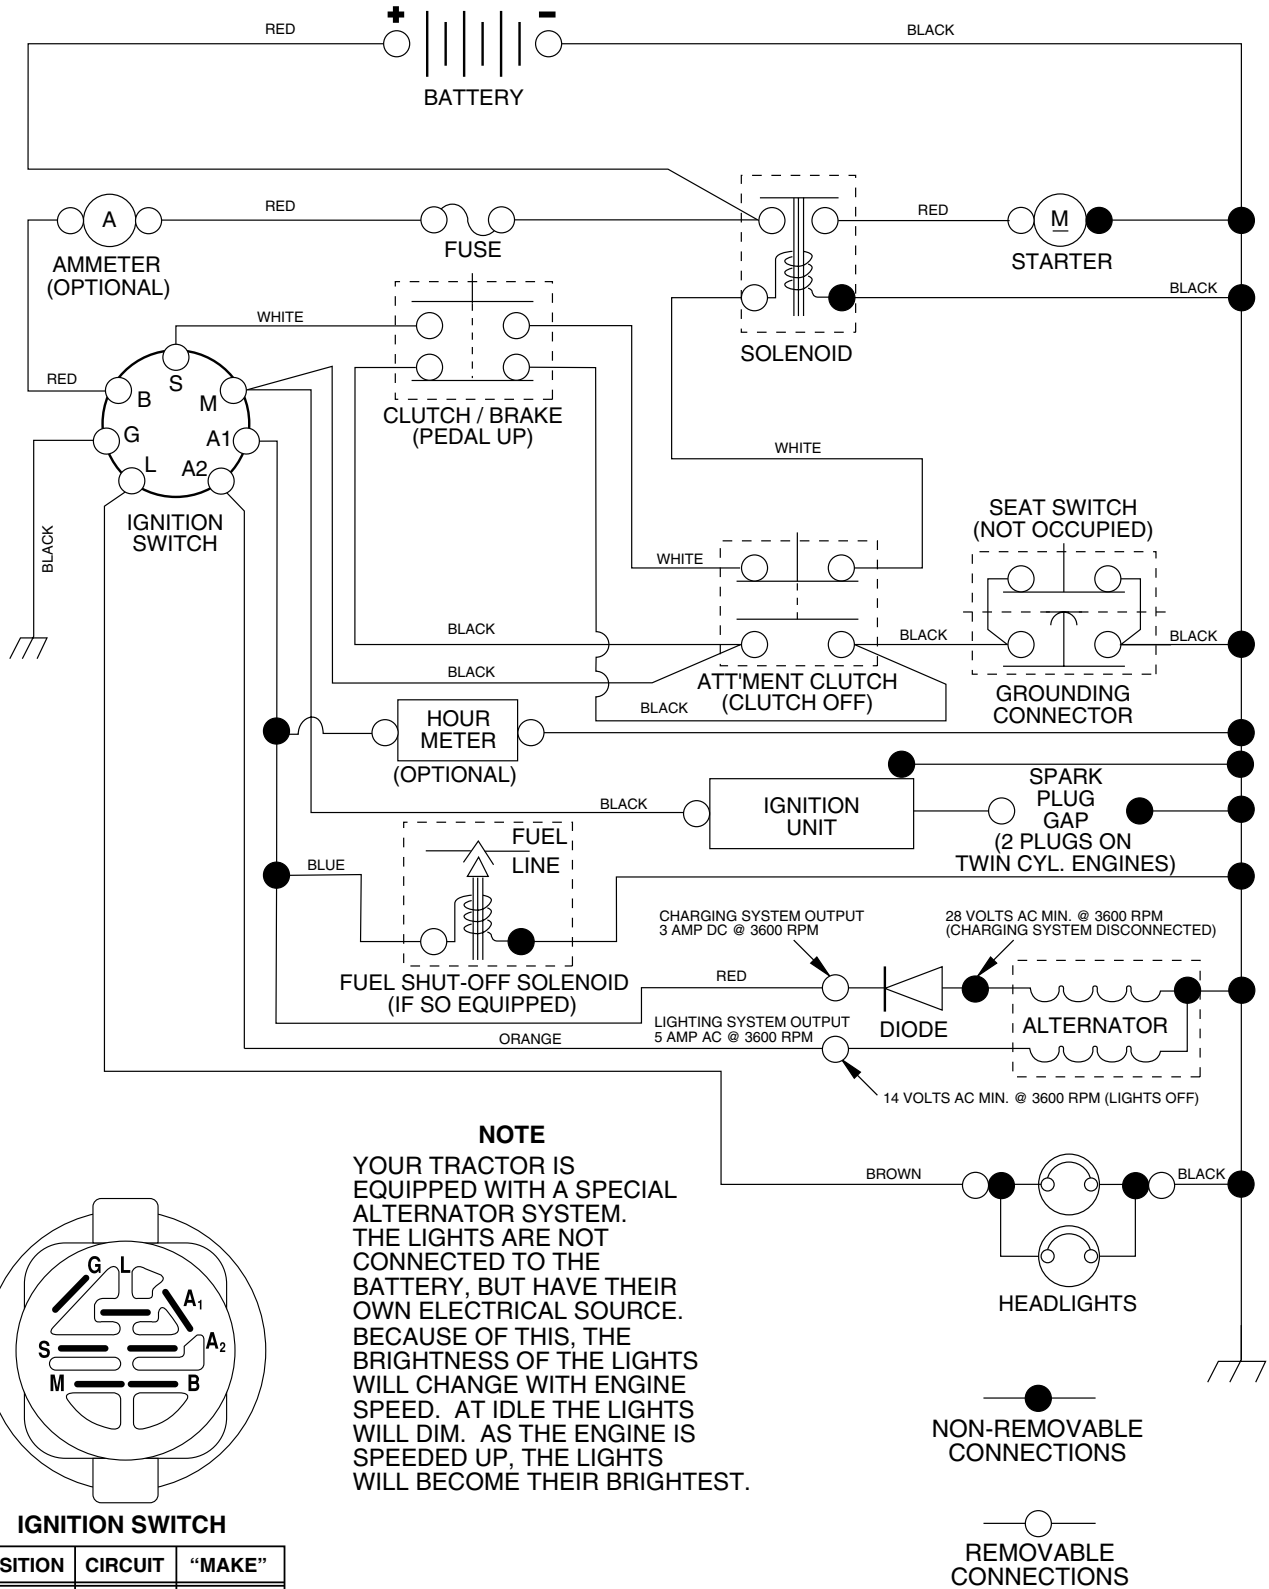 + -
RED
BLACK
BATTERY
A
RED
FUSE
RED
M
STARTER
AMMETER
(OPTIONAL)
BLACK
WHITE
SOLENOID
RED
S
B
M
CLUTCH / BRAKE
(PEDAL UP)
G
A1
L
A2
WHITE
IGNITION
SWITCH
BLACK
SEAT SWITCH
(NOT OCCUPIED)
WHITE
BLACK
BLACK
BLACK
BLACK
ATT'MENT CLUTCH
(CLUTCH OFF)
GROUNDING
CONNECTOR
BLACK
HOUR
METER
(OPTIONAL)
BLACK
IGNITION
UNIT
SPARK
PLUG
GAP
(2 PLUGS ON
TWIN CYL. ENGINES)
FUEL
LINE
BLUE
CHARGING SYSTEM OUTPUT
3 AMP DC @ 3600 RPM
28 VOLTS AC MIN. @ 3600 RPM
(CHARGING SYSTEM DISCONNECTED)
FUEL SHUT-OFF SOLENOID
(IF SO EQUIPPED)
RED
DIODE
ALTERNATOR
LIGHTING SYSTEM OUTPUT
5 AMP AC @ 3600 RPM
ORANGE
14 VOLTS AC MIN. @ 3600 RPM (LIGHTS OFF)
NOTE
YOUR TRACTOR IS
EQUIPPED WITH A SPECIAL
ALTERNATOR SYSTEM.
THE LIGHTS ARE NOT
CONNECTED TO THE
BATTERY, BUT HAVE THEIR
OWN ELECTRICAL SOURCE.
BECAUSE OF THIS, THE
BRIGHTNESS OF THE LIGHTS
WILL CHANGE WITH ENGINE
SPEED. AT IDLE THE LIGHTS
WILL DIM. AS THE ENGINE IS
SPEEDED UP, THE LIGHTS
WILL BECOME THEIR BRIGHTEST.
BROWN
BLACK
HEADLIGHTS
G L
A1
A2
S
M
B
IGNITION SWITCH
SITION CIRCUIT “MAKE”
NON-REMOVABLE
CONNECTIONS
REMOVABLE
CONNECTIONS